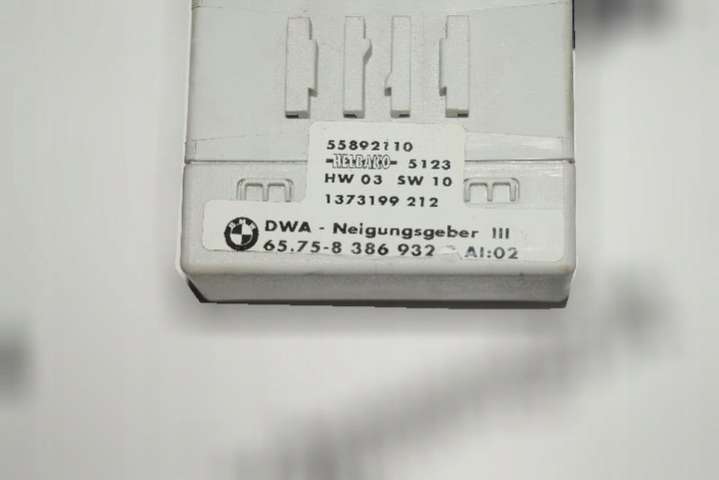 55892110
HELBAKO 5123
HW 03 SW 10
1373199 212
BMW
DWA - Neigungsgeber III
65.75-8 386 932 AI:02